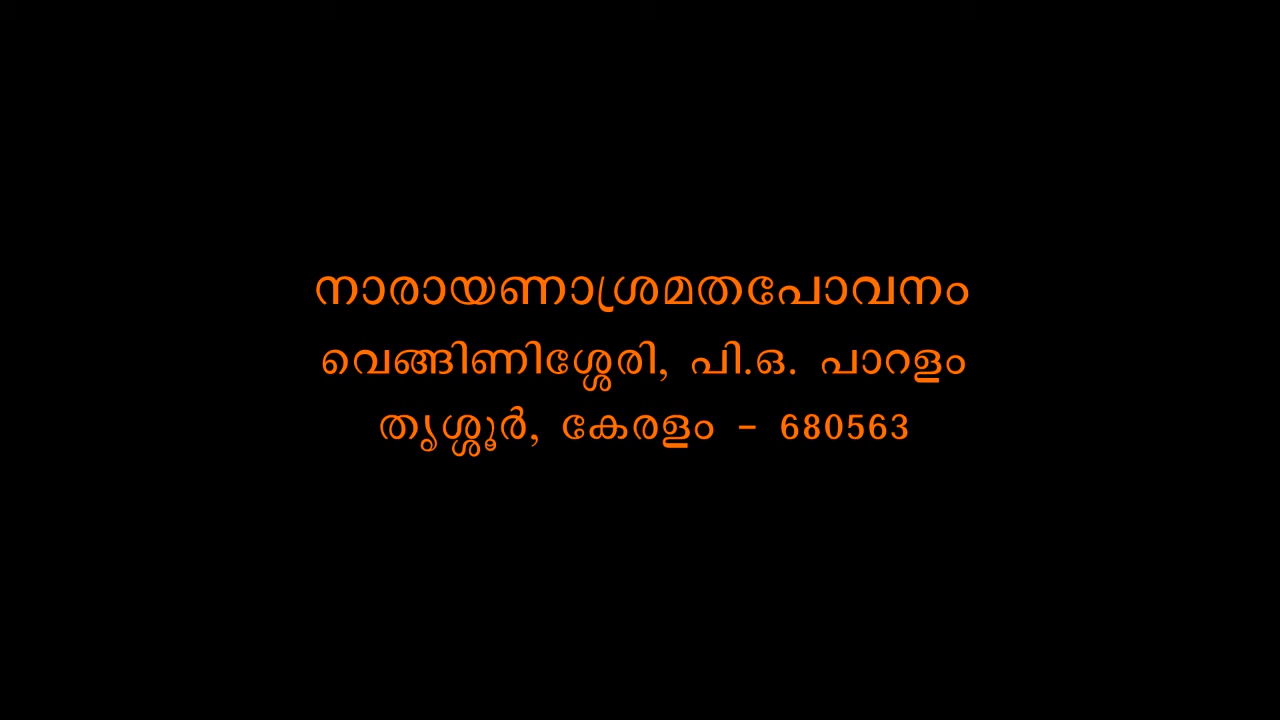 നാരായണാശ്രമതപോവനം
വെങ്ങിണിശ്ശേരി, പി.ഒ. പാറളം
തൃശ്ശൂർ, കേരളം - 680563